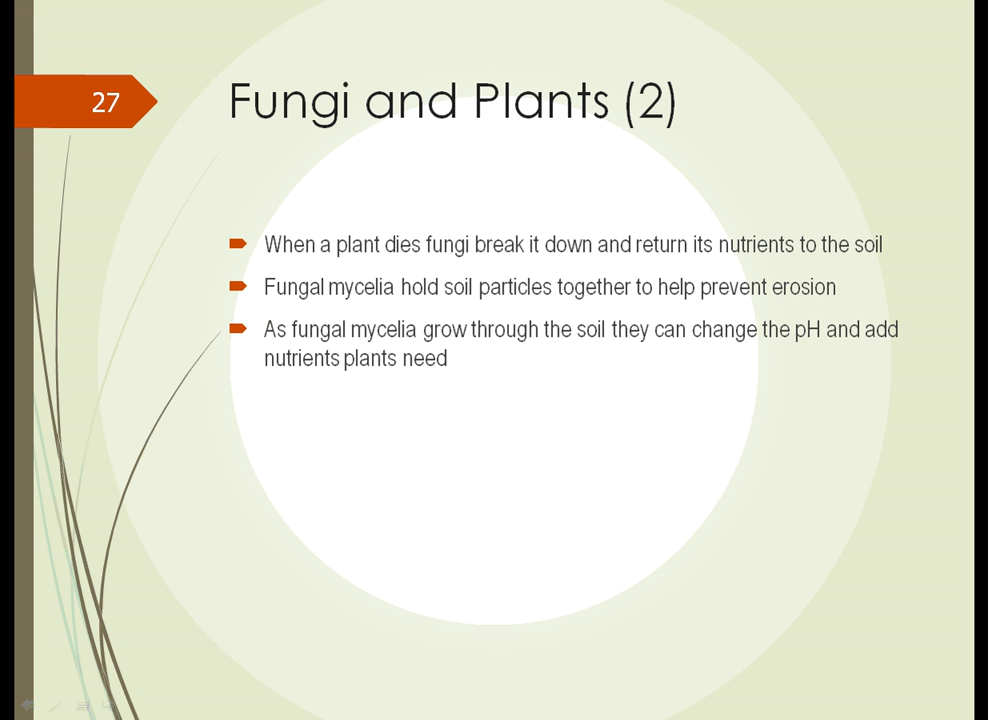 27
Fungi and Plants (2)
When a plant dies fungi break it down and return its nutrients to the soil
Fungal mycelia hold soil particles together to help prevent erosion
As fungal mycelia grow through the soil they can change the pH and add
nutrients plants need